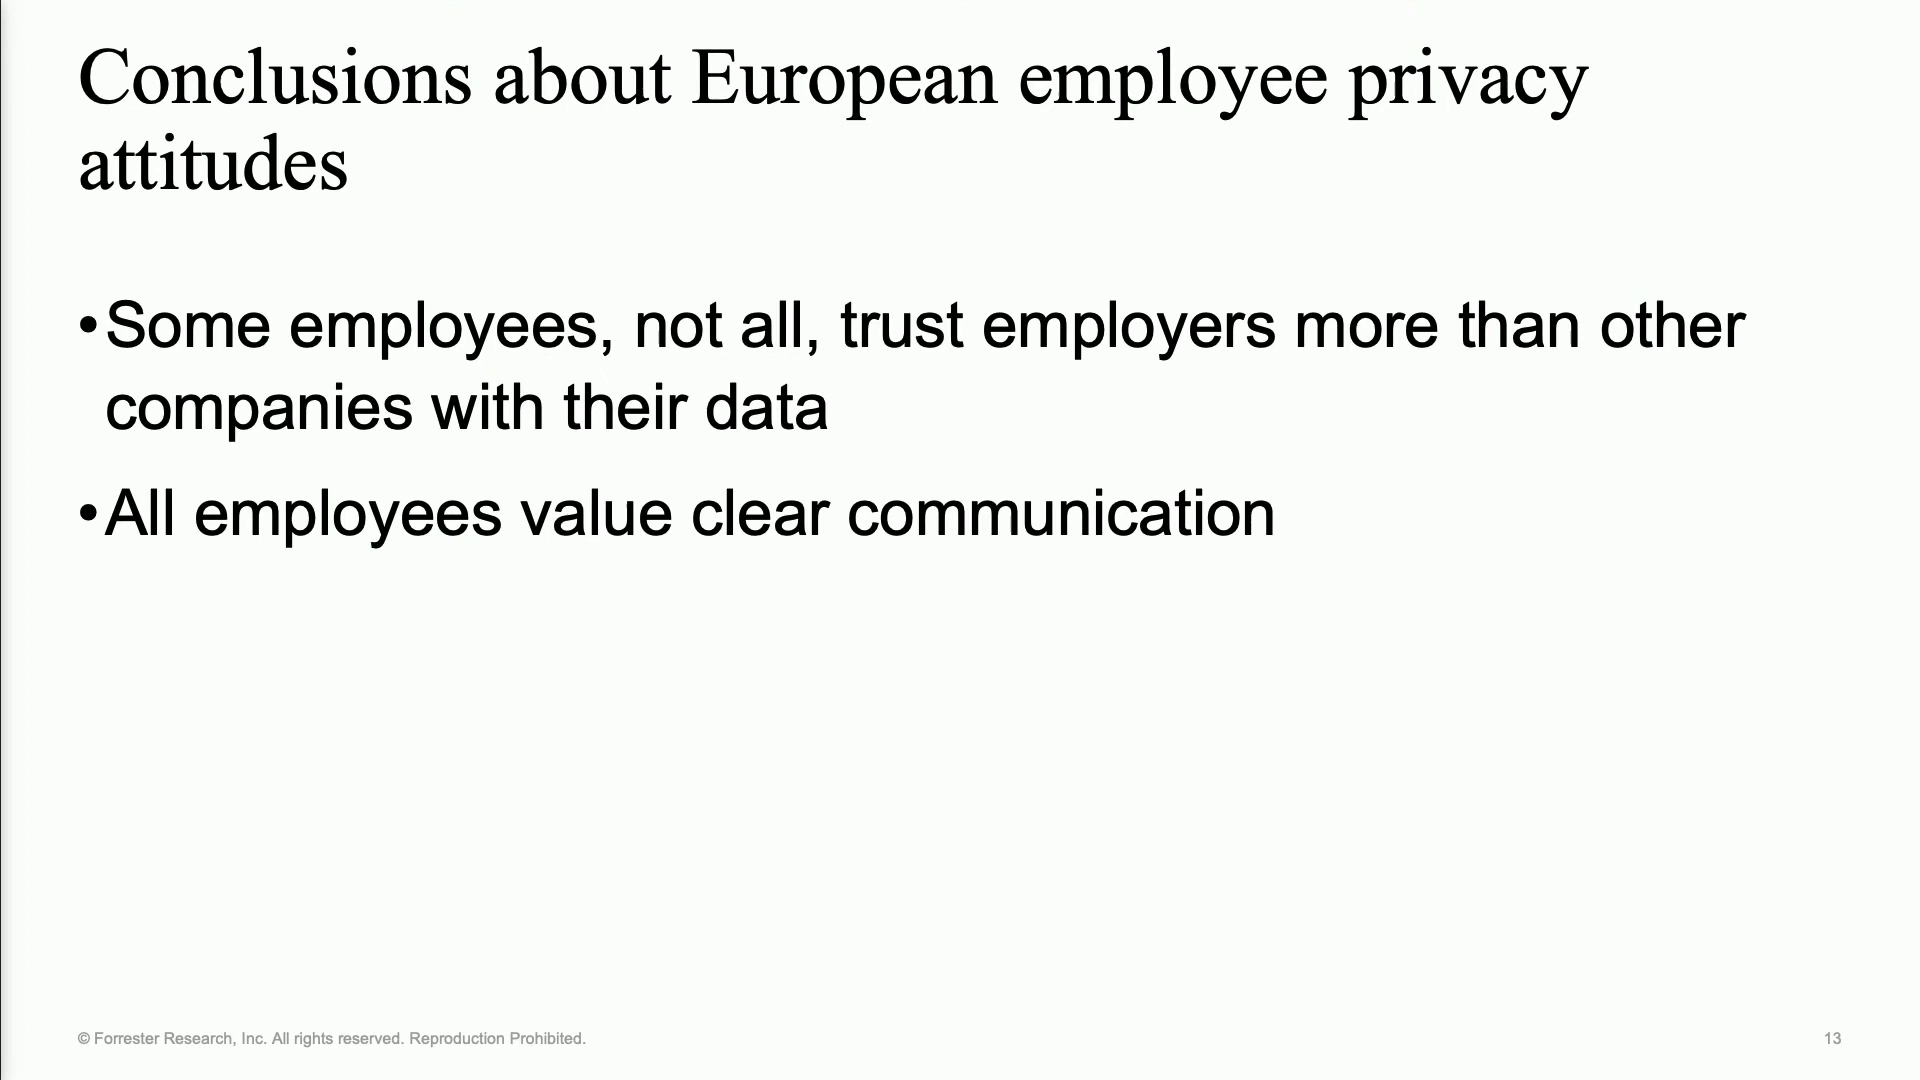 Conclusions about European employee privacy
attitudes
•Some employees, not all, trust employers more than other
companies with their data
•All employees value clear communication
© Forrester Research, Inc. All rights reserved. Reproduction Prohibited.
13